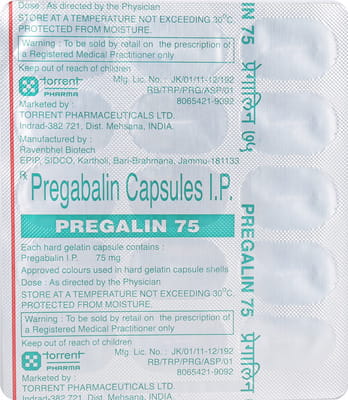 Dose : As directed by the Physician
STORE AT A TEMPERATURE NOT EXCEEDING 30°C.
PROTECTED FROM MOISTURE.
Warning : To be sold by retail on the prescription of
a Registered Medical Practitioner only.
Keep out of reach of children
torrent
PHARMA
Mfg. Lic. No. : JK/01/11-12/192
RB/TRP/PRG/ASP/01
8065421-9092
Marketed by :
TORRENT PHARMACEUTICALS LTD.
Indrad-382 721, Dist. Mehsana, INDIA.
Manufactured by :
Ravenbhel Biotech
EPIP, SIDCO, Kartholi, Bari-Brahmana, Jammu-181133
℞
Pregabalin Capsules I.P.
PREGALIN 75
Each hard gelatin capsule contains :
Pregabalin I.P. 75 mg
Approved colours used in hard gelatin capsule shells
Dose : As directed by the Physician
STORE AT A TEMPERATURE NOT EXCEEDING 30°C.
PROTECTED FROM MOISTURE.
Warning : To be sold by retail on the prescription of
a Registered Medical Practitioner only
Keep out of reach of children
torrent
PHARMA
Mfg. Lic. No. : JK/01/11-12/192
RB/TRP/PRG/ASP/01
8065421-9092
Marketed by :
TORRENT PHARMACEUTICALS LTD.
Indrad-382 721, Dist. Mehsana, INDIA.
75
प्रेगालिन ७५
PREGALIN 75